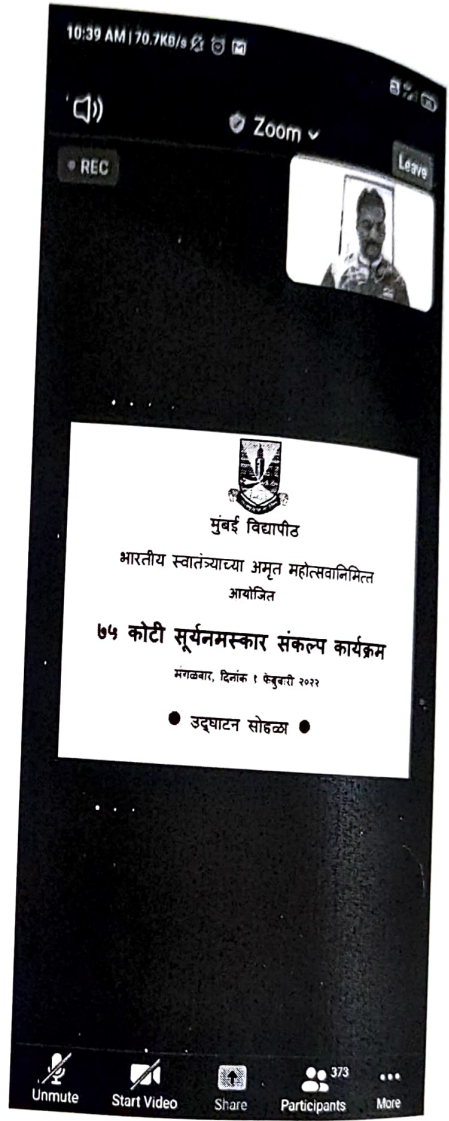 10:39 AM | 70.7KB/s
Zoom
Leave
REC
मुंबई विद्यापीठ
भारतीय स्वातंत्र्याच्या अमृत महोत्सवानिमित्त
आयोजित
७५ कोटी सूर्यनमस्कार संकल्प कार्यक्रम
मंगळवार, दिनांक १ फेब्रुवारी २०२२
● उद्घाटन सोहळा ●
Unmute
Start Video
Share
Participants 373
More